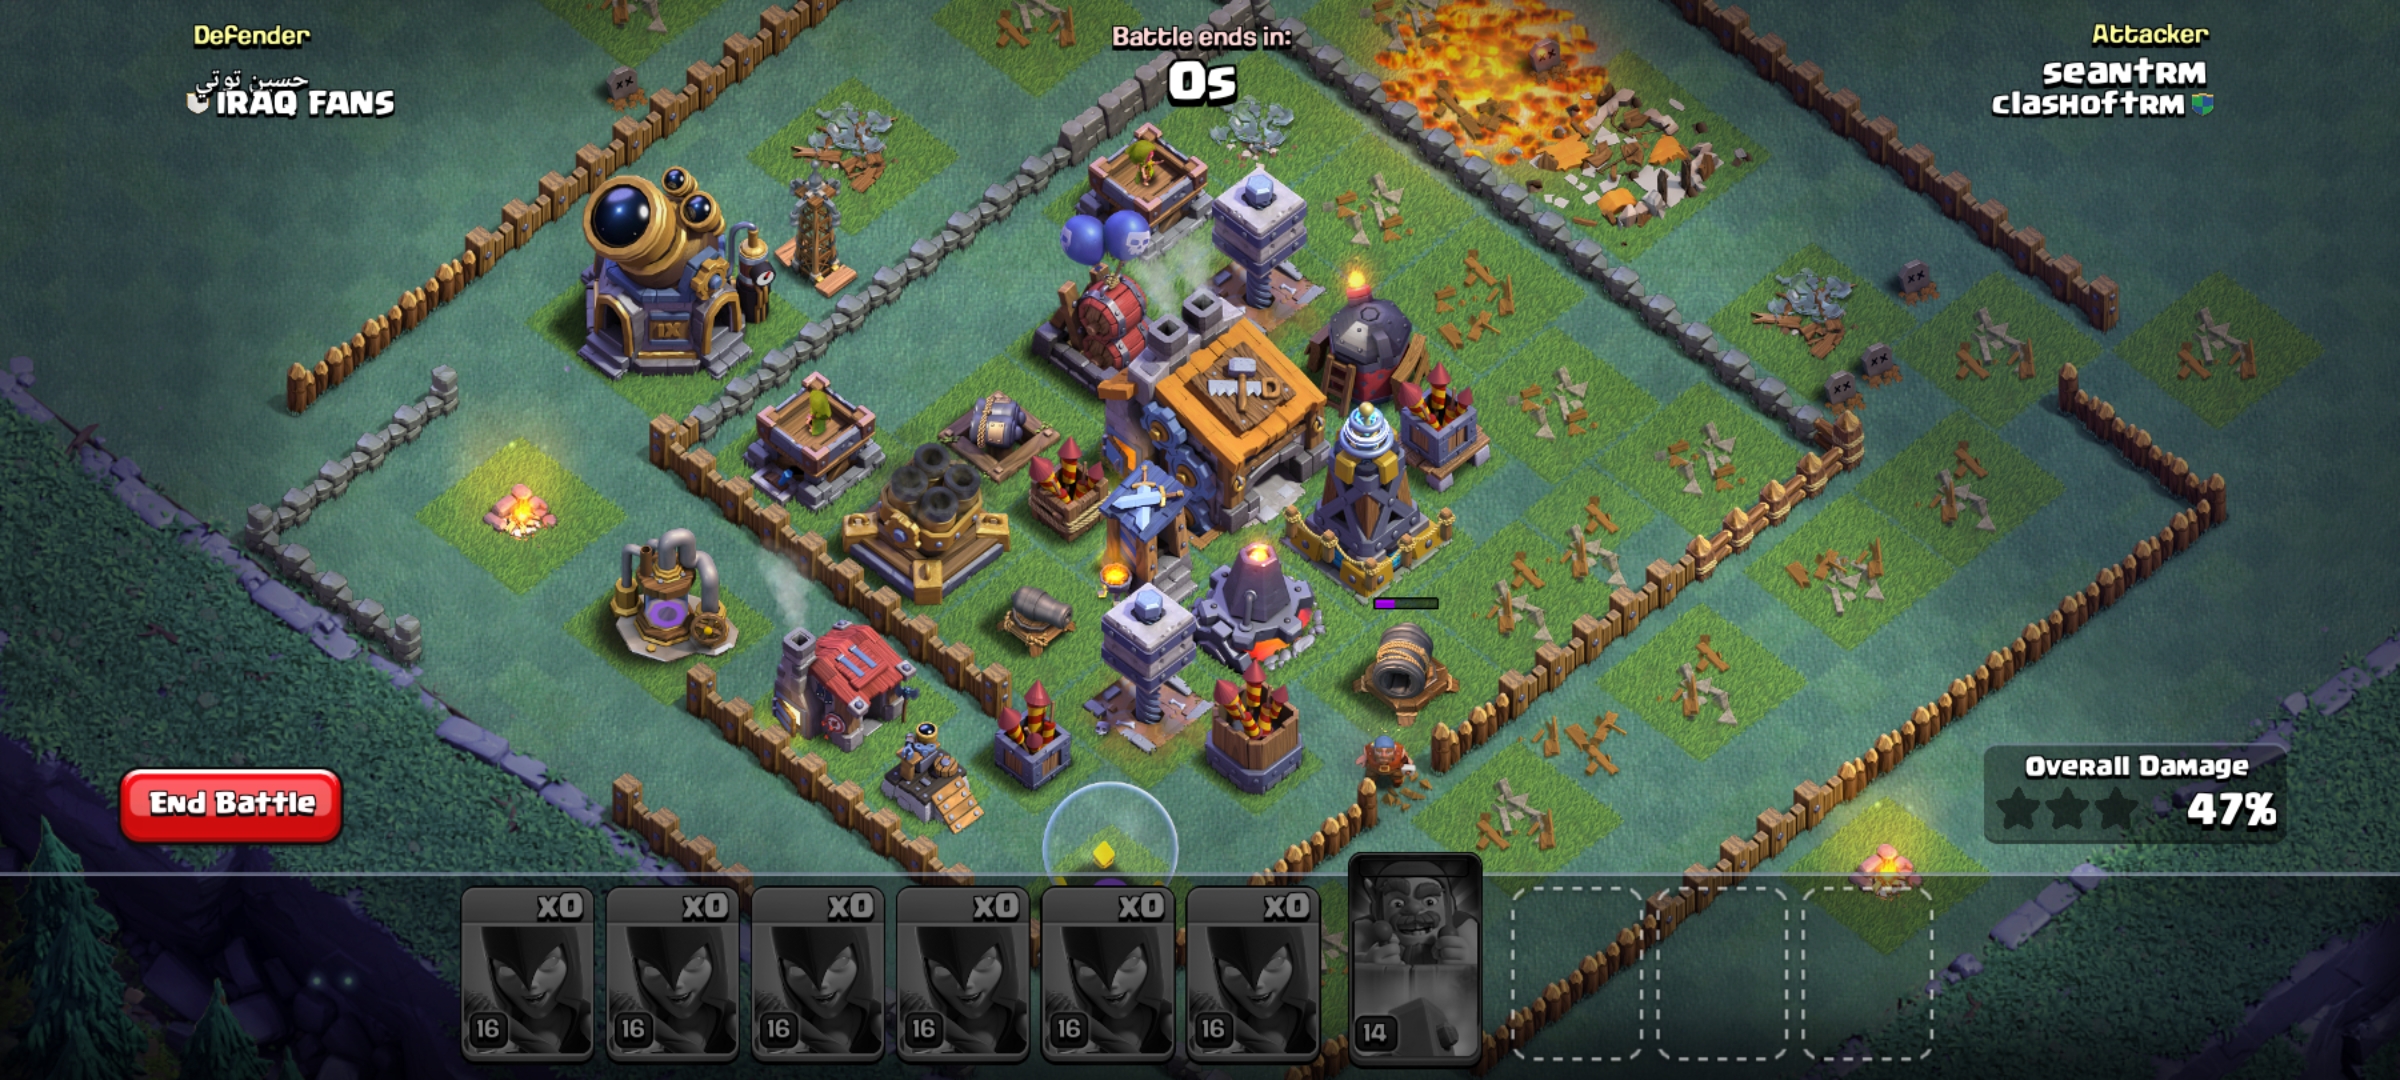 Defender
حسين توتي
IRAQ FANS
Battle ends in:
0s
Attacker
seantRM
clashoftRM
IX
End Battle
Overall Damage
47%
x0
x0
x0
x0
x0
x0
16
16
16
16
16
16
14